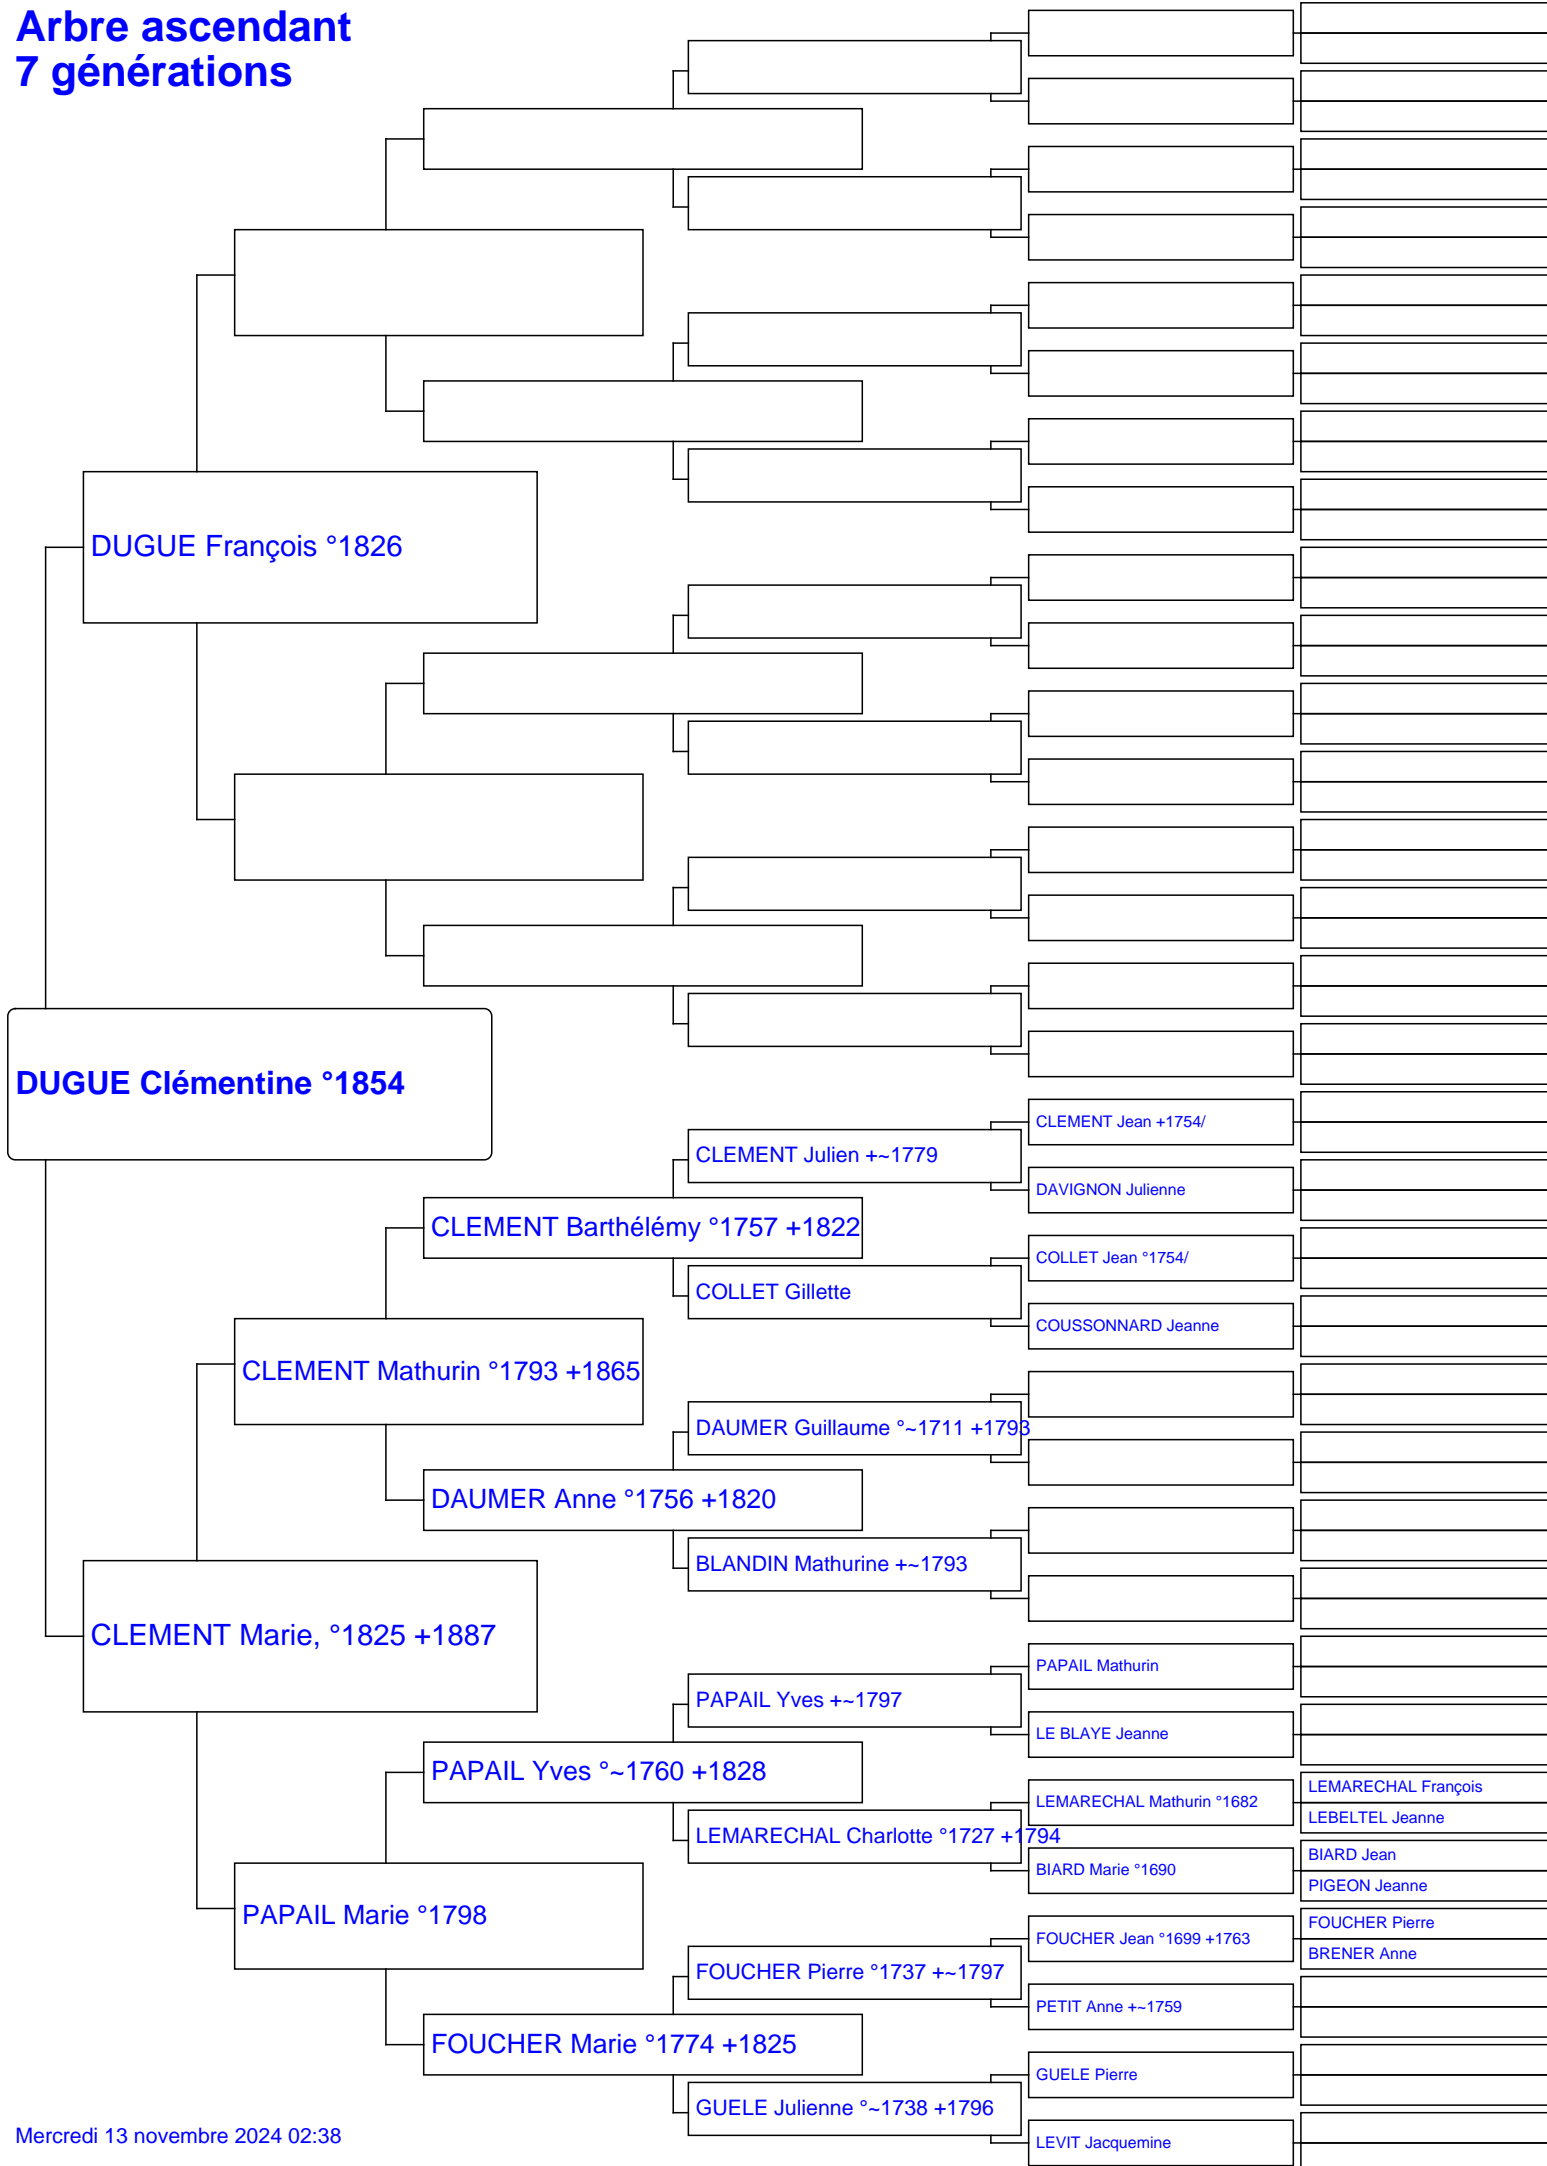 Arbre ascendant
7 générations
DUGUE François °1826
DUGUE Clémentine °1854
CLEMENT Jean +1754/
CLEMENT Julien +~1779
DAVIGNON Julienne
CLEMENT Barthélémy °1757 +1822
COLLET Jean °1754/
COLLET Gillette
COUSSONNARD Jeanne
CLEMENT Mathurin °1793 +1865
DAUMER Guillaume °~1711 +1793
DAUMER Anne °1756 +1820
BLANDIN Mathurine +~1793
CLEMENT Marie, °1825 +1887
PAPAIL Mathurin
PAPAIL Yves +~1797
LE BLAYE Jeanne
PAPAIL Yves °~1760 +1828
LEMARECHAL François
LEMARECHAL Mathurin °1682
LEBELTEL Jeanne
LEMARECHAL Charlotte °1727 +1794
BIARD Jean
BIARD Marie °1690
PIGEON Jeanne
PAPAIL Marie °1798
FOUCHER Pierre
FOUCHER Jean °1699 +1763
BRENER Anne
FOUCHER Pierre °1737 +~1797
PETIT Anne +~1759
FOUCHER Marie °1774 +1825
GUELE Pierre
GUELE Julienne °~1738 +1796
LEVIT Jacquemine
Mercredi 13 novembre 2024 02:38